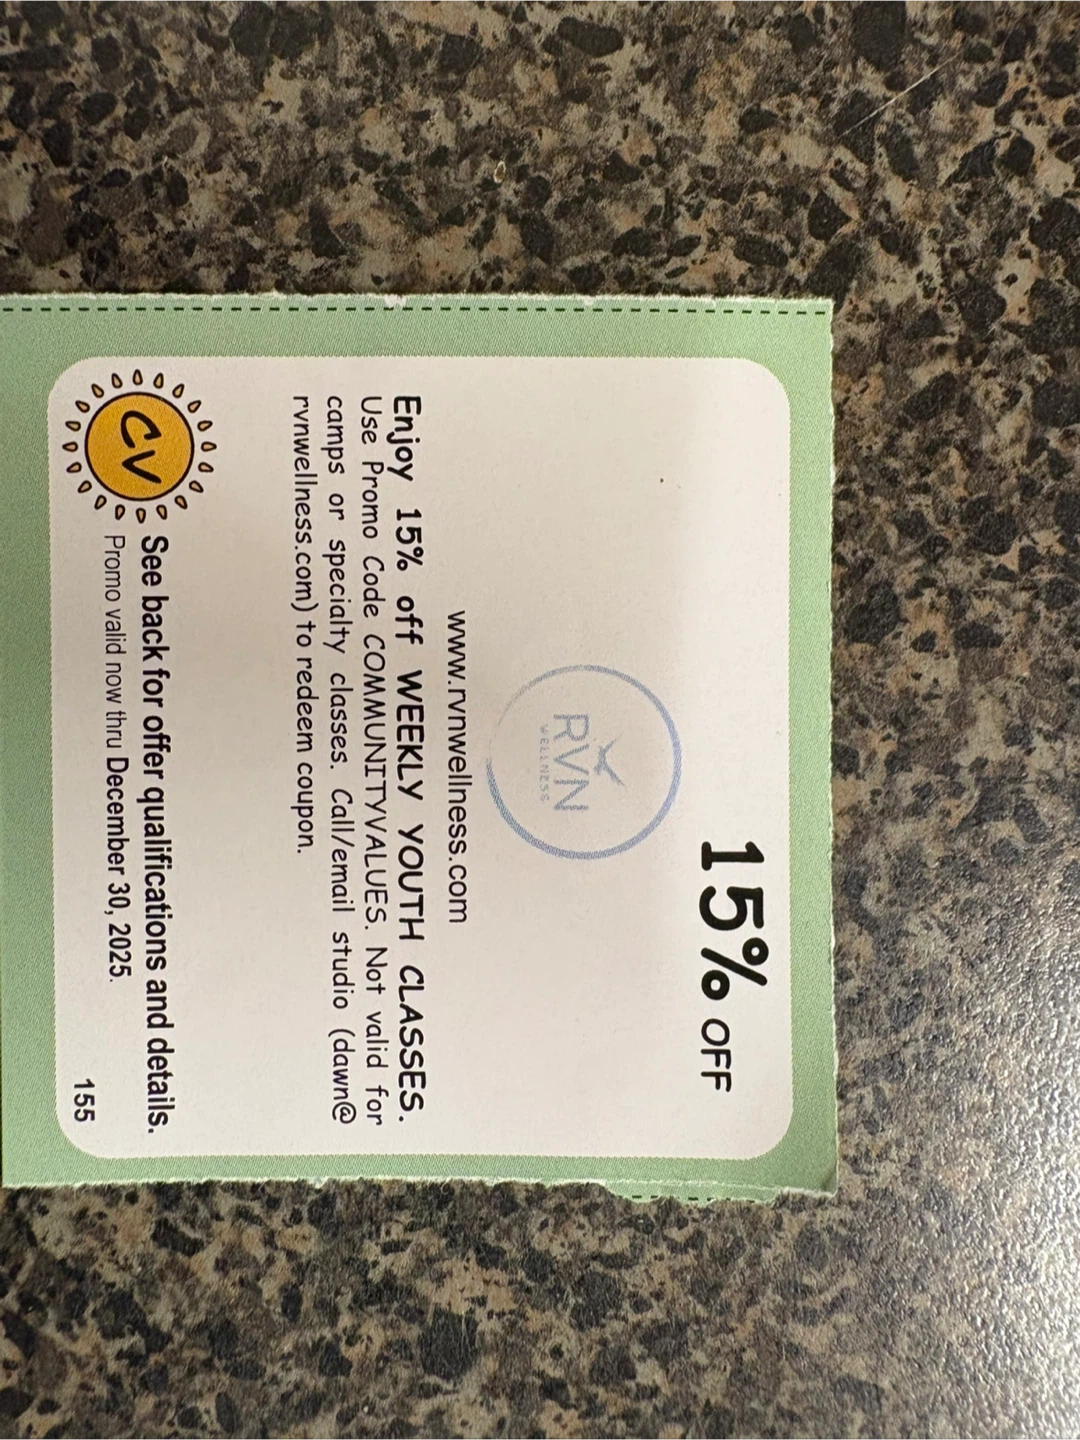 15% OFF
RVN
WELLNESS
www.rvnwellness.com
Enjoy 15% off WEEKLY YOUTH CLASSES.
Use Promo Code COMMUNITYVALUES. Not valid for
camps or specialty classes. Call/email studio (dawn@
rvnwellness.com) to redeem coupon.
CV
See back for offer qualifications and details.
Promo valid now thru December 30, 2025.
155